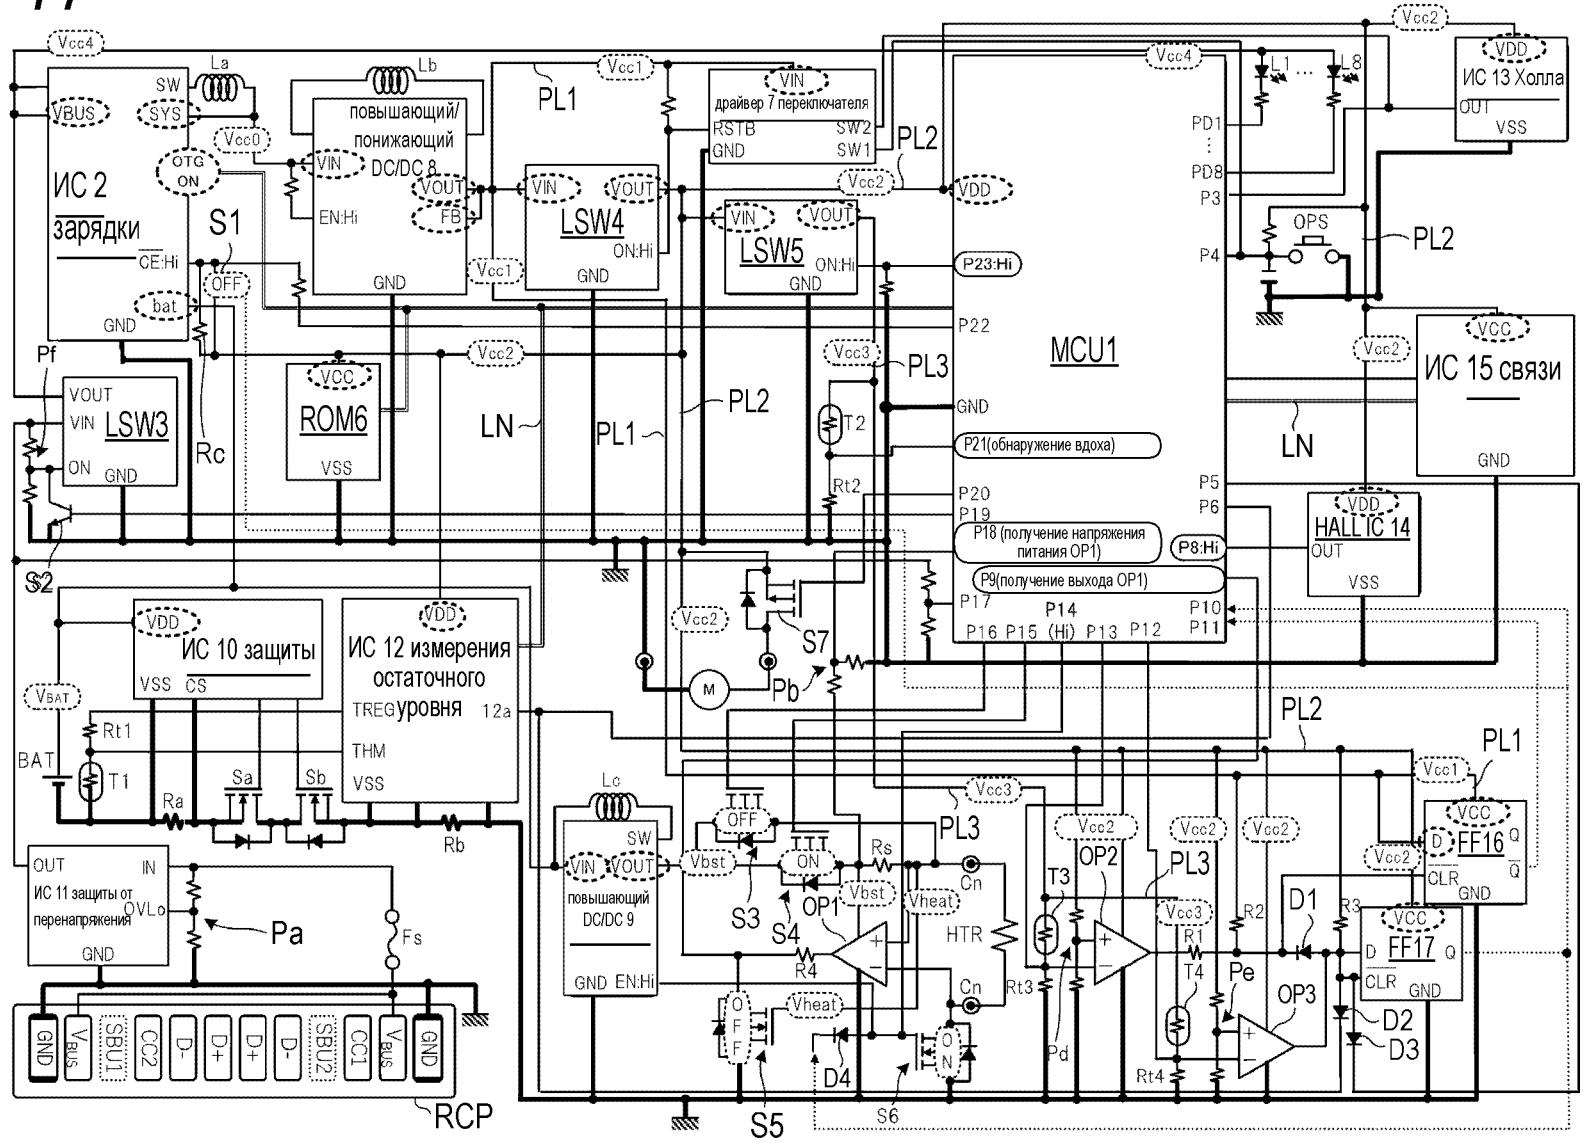 Vcc4
La
SW
VBUS
SYS
Vcc0
OTG
ON
ИС 2
зарядки
S1
CE:Hi
OFF
bat
GND
Lb
повышающий/
понижающий
DC/DC 8
VIN
VOUT
FB
EN:Hi
GND
PL1
Vcc1
VIN
драйвер 7 переключателя
RSTB
SW2
GND
SW1
VIN
VOUT
LSW4
ON:Hi
GND
Vcc1
Vcc2
PL2
VIN
VOUT
LSW5
ON:Hi
GND
Vcc4
VDD
P23:Hi
P22
MCU1
GND
P21(обнаружение вдоха)
P20
P19
P18 (получение напряжения
питания OP1)
P9(получение выхода OP1)
P17
P16
P15
P14
(Hi)
P13
P12
PD1
⋮
PD8
P3
P4
P5
P6
P8:Hi
P10
P11
L1
...
L8
Vcc2
VDD
ИС 13 Холла
OUT
VSS
OPS
PL2
VCC
Vcc2
ИС 15 связи
GND
LN
VDD
HALL IC 14
OUT
VSS
Pf
VOUT
VIN
LSW3
ON
GND
Rc
S2
VCC
ROM6
VSS
Vcc2
LN
PL1
PL2
Vcc3
PL3
T2
Rt2
Vcc2
S7
Pb
M
VDD
ИС 10 защиты
VSS
CS
VBAT
BAT
Rt1
T1
Ra
Sa
Sb
Rb
VDD
ИС 12 измерения
остаточного
уровня
TREG
12a
THM
VSS
OUT
IN
ИС 11 защиты от
перенапряжения
OVLo
GND
Pa
Fs
GND
VBUS
SBU1
CC2
D-
D+
D+
D-
SBU2
CC1
VBUS
GND
RCP
Lc
SW
VIN
VOUT
повышающий
DC/DC 9
GND
EN:Hi
Vbst
OFF
S3
ON
S4
Rs
Vbst
Vheat
OP1
+
−
R4
Cn
HTR
Cn
OFF
Vheat
S5
D4
ON
S6
Vcc3
PL3
T3
Rt3
Vcc2
OP2
+
−
Pd
PL3
Vcc3
R1
T4
Rt4
Vcc2
Vcc2
R2
Pe
OP3
+
−
D1
R3
PL2
PL1
Vcc1
VCC
D
Q
FF16
CLR
Q
GND
Vcc2
VCC
D
FF17
Q
CLR
GND
D2
D3